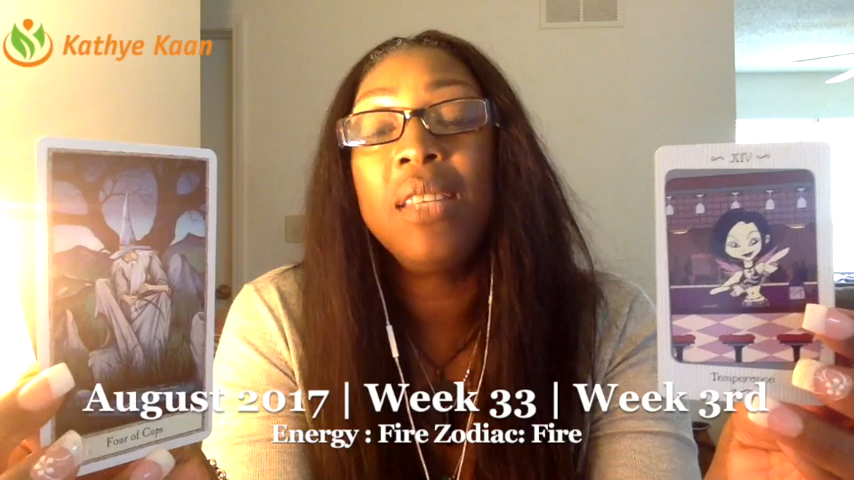 Kathye Kaan
XIV
Four of Cups
Temperance
August 2017 | Week 33 | Week 3rd
Energy : Fire Zodiac: Fire